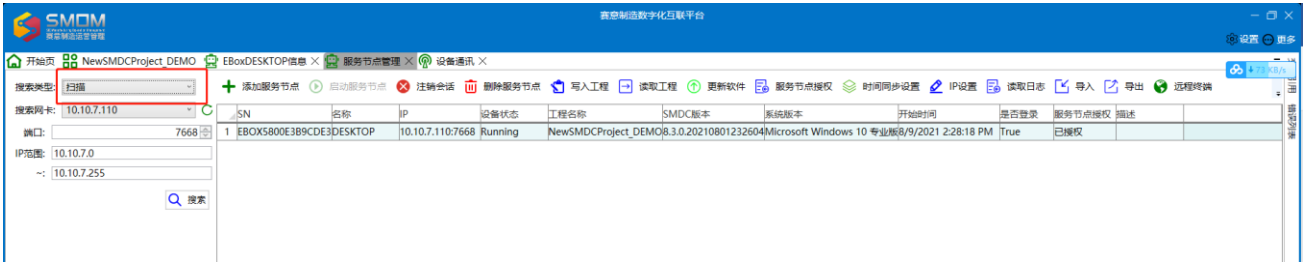 赛意制造数字化互联平台
SMOM
赛意制造运营管理
设置 更多
开始页 NewSMDCProject_DEMO EBoxDESKTOP信息 服务节点管理 设备通讯
搜索类型: 扫描
添加服务节点 启动服务节点 注销会话 删除服务节点 写入工程 读取工程 更新软件 服务节点授权 时间同步设置 IP设置 读取日志 导入 导出 远程终端
搜索网卡: 10.10.7.110
SN 名称 IP 设备状态 工程名称 SMDC版本 系统版本 开始时间 是否登录 服务节点授权 描述
端口: 7668
1 EBOX5800E3B9CDE3 DESKTOP 10.10.7.110:7668 Running NewSMDCProject_DEMO 8.3.0.20210801232604 Microsoft Windows 10 专业版 8/9/2021 2:28:18 PM True 已授权
IP范围: 10.10.7.0
~: 10.10.7.255
搜索
错误列表